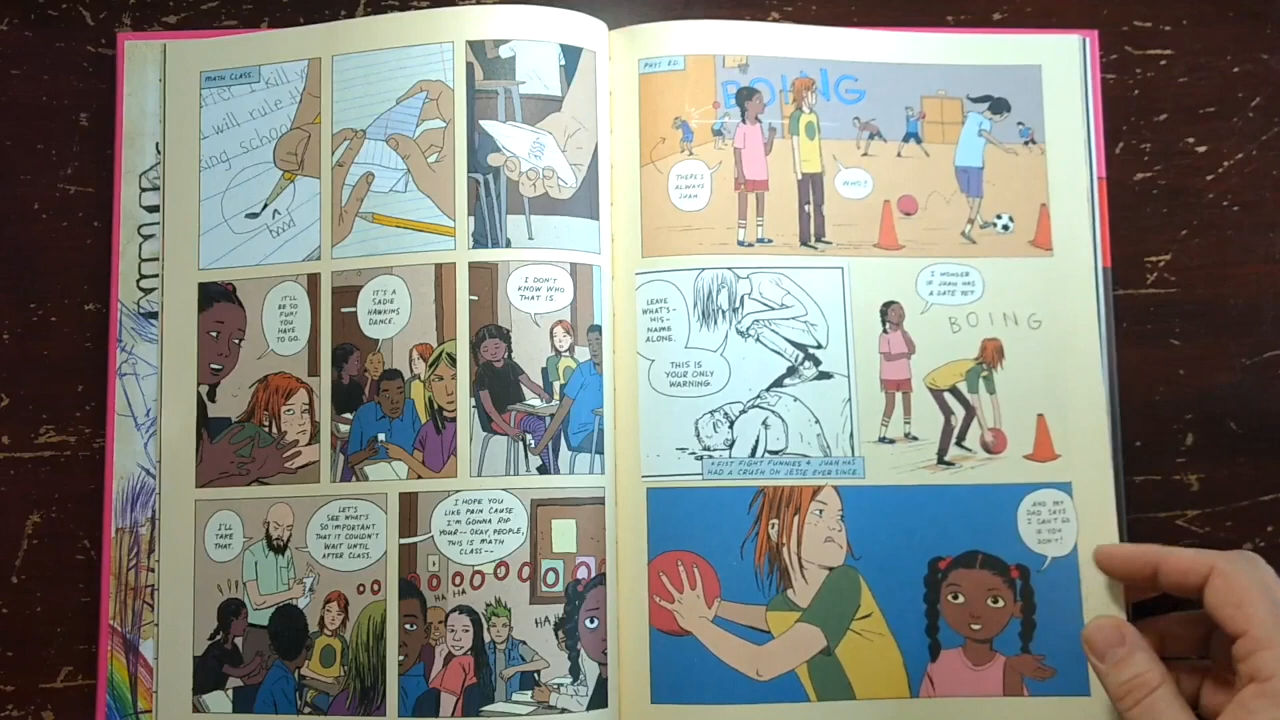 MATH CLASS.
I kill
will rule
king school
hood
JESSE
IT'LL
BE SO
FUN!
YOU
HAVE
TO GO.
IT'S A
SADIE
HAWKINS
DANCE.
I DON'T
KNOW WHO
THAT IS.
I'LL
TAKE
THAT.
LET'S
SEE WHAT'S
SO IMPORTANT
THAT IT COULDN'T
WAIT UNTIL
AFTER CLASS.
I HOPE YOU
LIKE PAIN CAUSE
I'M GONNA RIP
YOUR-- OKAY, PEOPLE,
THIS IS MATH
CLASS--
HA HA
HA
PHYS ED.
BOING
THERE'S
ALWAYS
JUAN.
WHO?
LEAVE
WHAT'S-
HIS-
NAME
ALONE.
THIS IS
YOUR ONLY
WARNING.
* FIST FIGHT FUNNIES 4. JUAN HAS
HAD A CRUSH ON JESSE EVER SINCE.
I WONDER
IF JUAN HAS
A DATE YET.
BOING
AND MY
DAD SAYS
I CAN'T GO
IF YOU
DON'T!